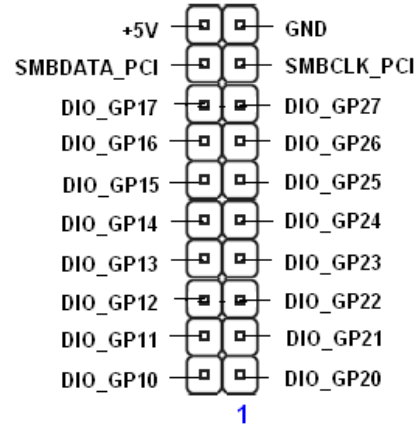 +5V GND
SMBDATA_PCI SMBCLK_PCI
DIO_GP17 DIO_GP27
DIO_GP16 DIO_GP26
DIO_GP15 DIO_GP25
DIO_GP14 DIO_GP24
DIO_GP13 DIO_GP23
DIO_GP12 DIO_GP22
DIO_GP11 DIO_GP21
DIO_GP10 DIO_GP20
1